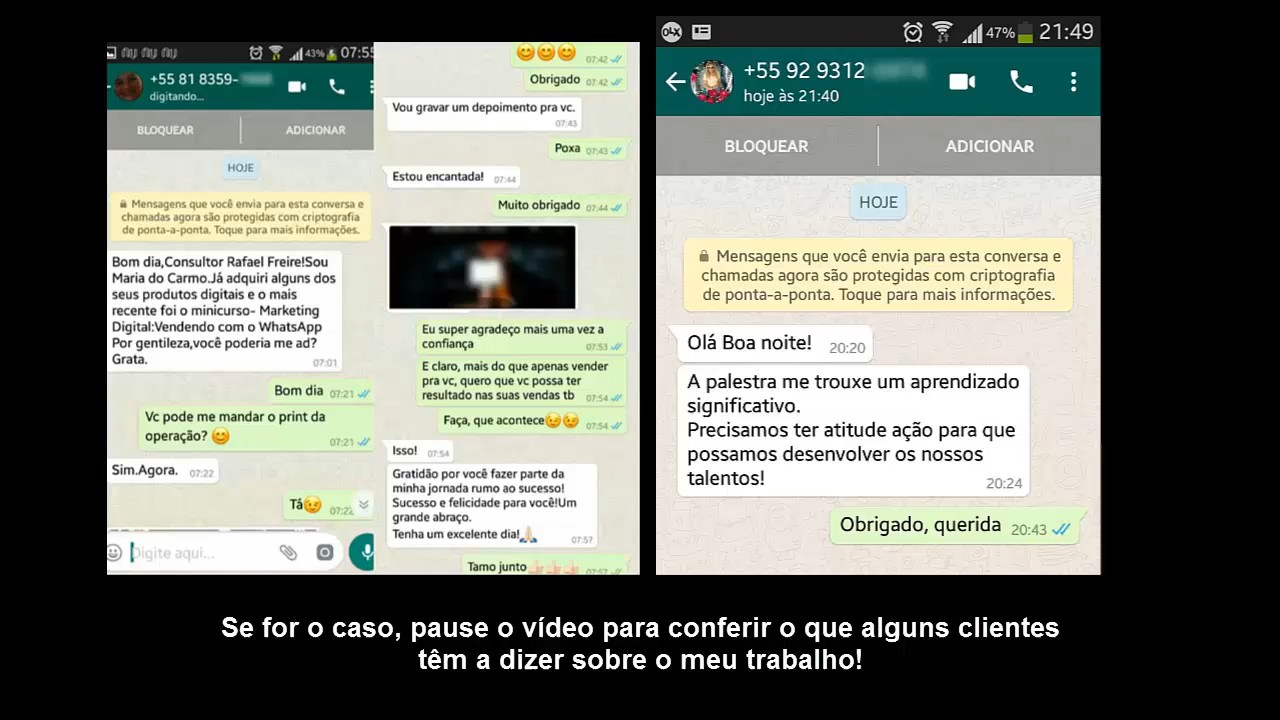 43% 07:55
+55 81 8359-
digitando...
BLOQUEAR
ADICIONAR
HOJE
Mensagens que você envia para esta conversa e
chamadas agora são protegidas com criptografia
de ponta-a-ponta. Toque para mais informações.
Bom dia,Consultor Rafael Freire!Sou
Maria do Carmo.Já adquiri alguns dos
seus produtos digitais e o mais
recente foi o minicurso- Marketing
Digital:Vendendo com o WhatsApp
Por gentileza,você poderia me ad?
Grata.
07:01
Bom dia 07:21
Vc pode me mandar o print da
operação? 😊
07:21
Sim.Agora. 07:22
Tá😉 07:22
Digite aqui...
😊😊😊 07:42
Obrigado 07:42
Vou gravar um depoimento pra vc.
07:43
Poxa 07:43
Estou encantada! 07:44
Muito obrigado 07:44
Eu super agradeço mais uma vez a
confiança 07:53
E claro, mais do que apenas vender
pra vc, quero que vc possa ter
resultado nas suas vendas tb 07:54
Faça, que acontece😉😉 07:54
Isso! 07:54
Gratidão por você fazer parte da
minha jornada rumo ao sucesso!
Sucesso e felicidade para você!Um
grande abraço.
Tenha um excelente dia!🙏🏻 07:57
Tamo junto👍🏻👍🏻👍🏻 07:57
OLX 47% 21:49
+55 92 9312
hoje às 21:40
BLOQUEAR
ADICIONAR
HOJE
Mensagens que você envia para esta conversa e
chamadas agora são protegidas com criptografia
de ponta-a-ponta. Toque para mais informações.
Olá Boa noite! 20:20
A palestra me trouxe um aprendizado
significativo.
Precisamos ter atitude ação para que
possamos desenvolver os nossos
talentos! 20:24
Obrigado, querida 20:43
Se for o caso, pause o vídeo para conferir o que alguns clientes
têm a dizer sobre o meu trabalho!